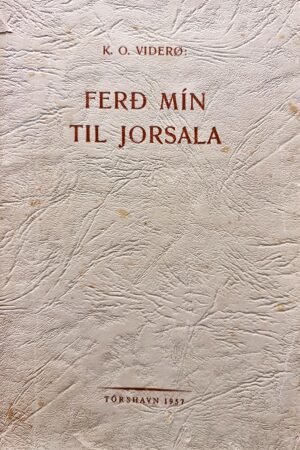 K. O. VIDERØ:
FERÐ MÍN
TIL JORSALA
TÓRSHAVN 1957